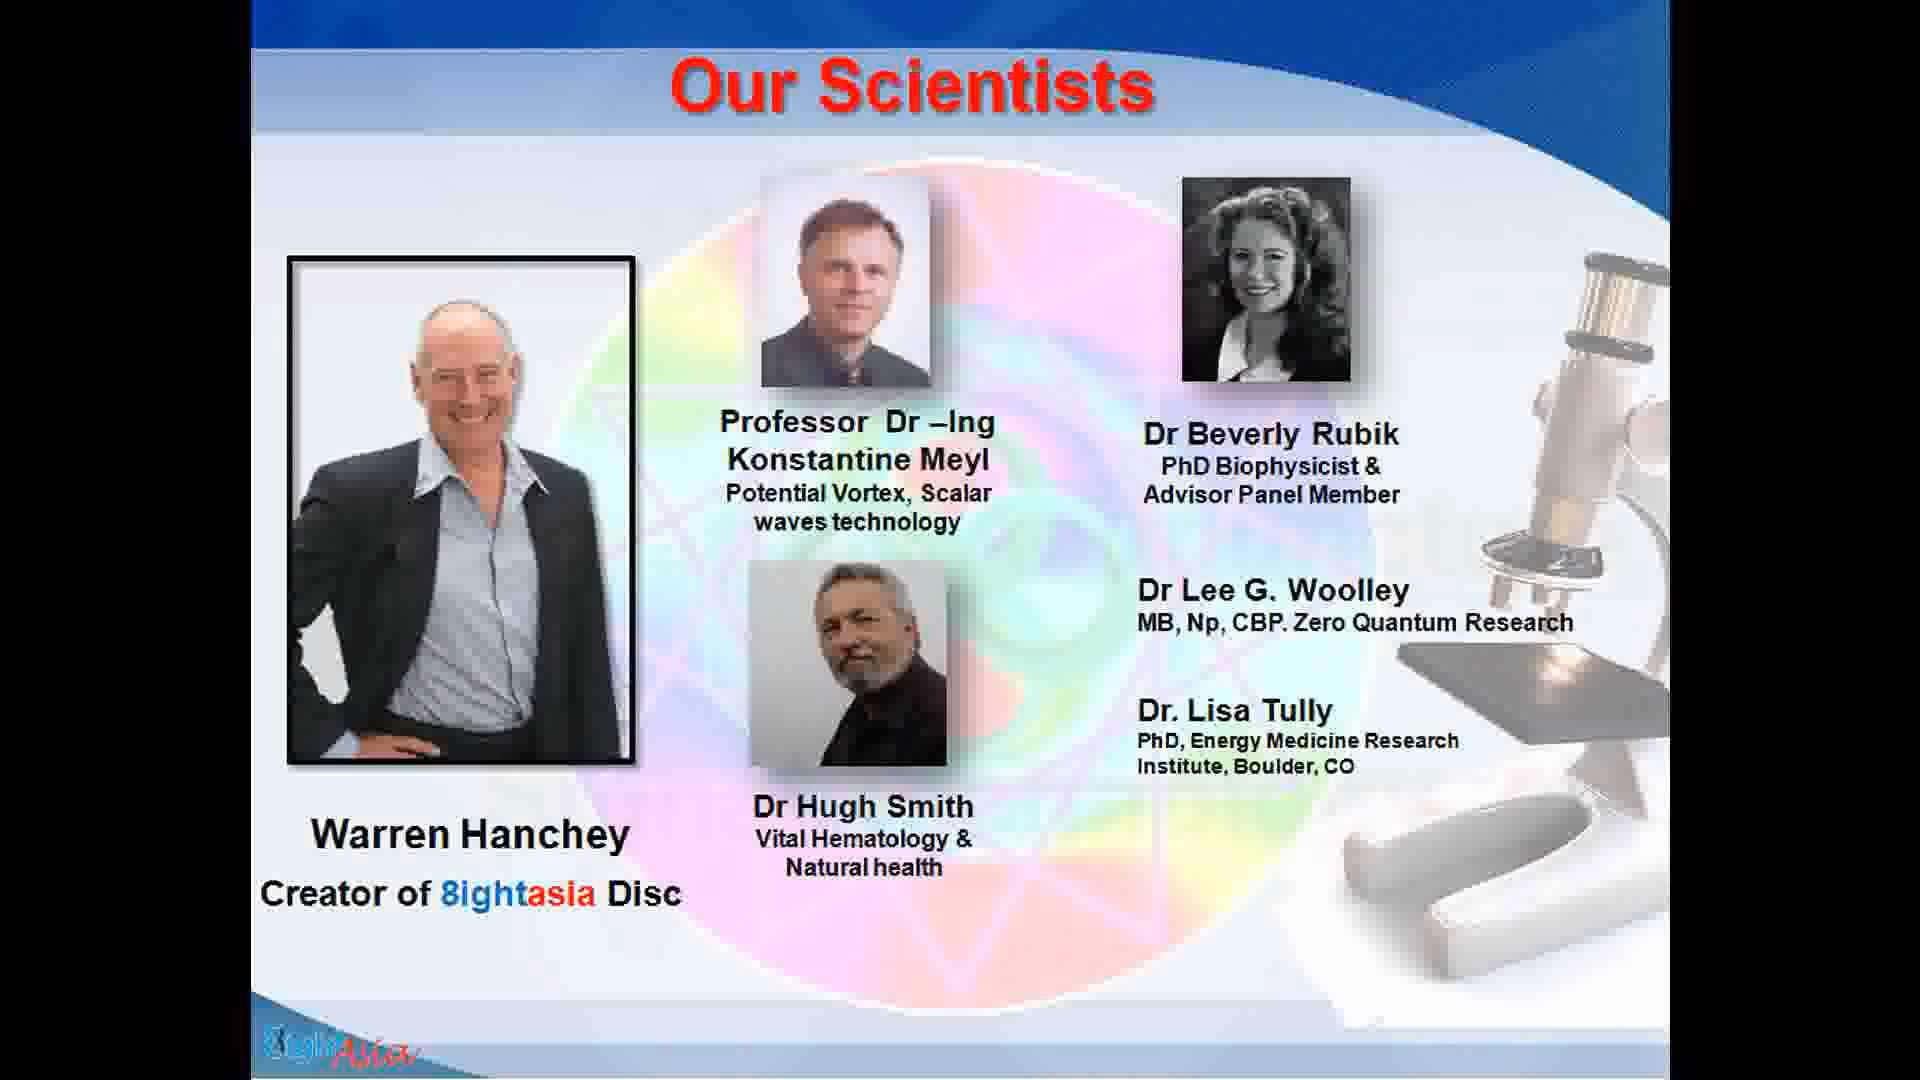 Our Scientists
Warren Hanchey
Creator of 8ightasia Disc
Professor Dr –Ing
Konstantine Meyl
Potential Vortex, Scalar
waves technology
Dr Hugh Smith
Vital Hematology &
Natural health
Dr Beverly Rubik
PhD Biophysicist &
Advisor Panel Member
Dr Lee G. Woolley
MB, Np, CBP. Zero Quantum Research
Dr. Lisa Tully
PhD, Energy Medicine Research
Institute, Boulder, CO
8ightAsia